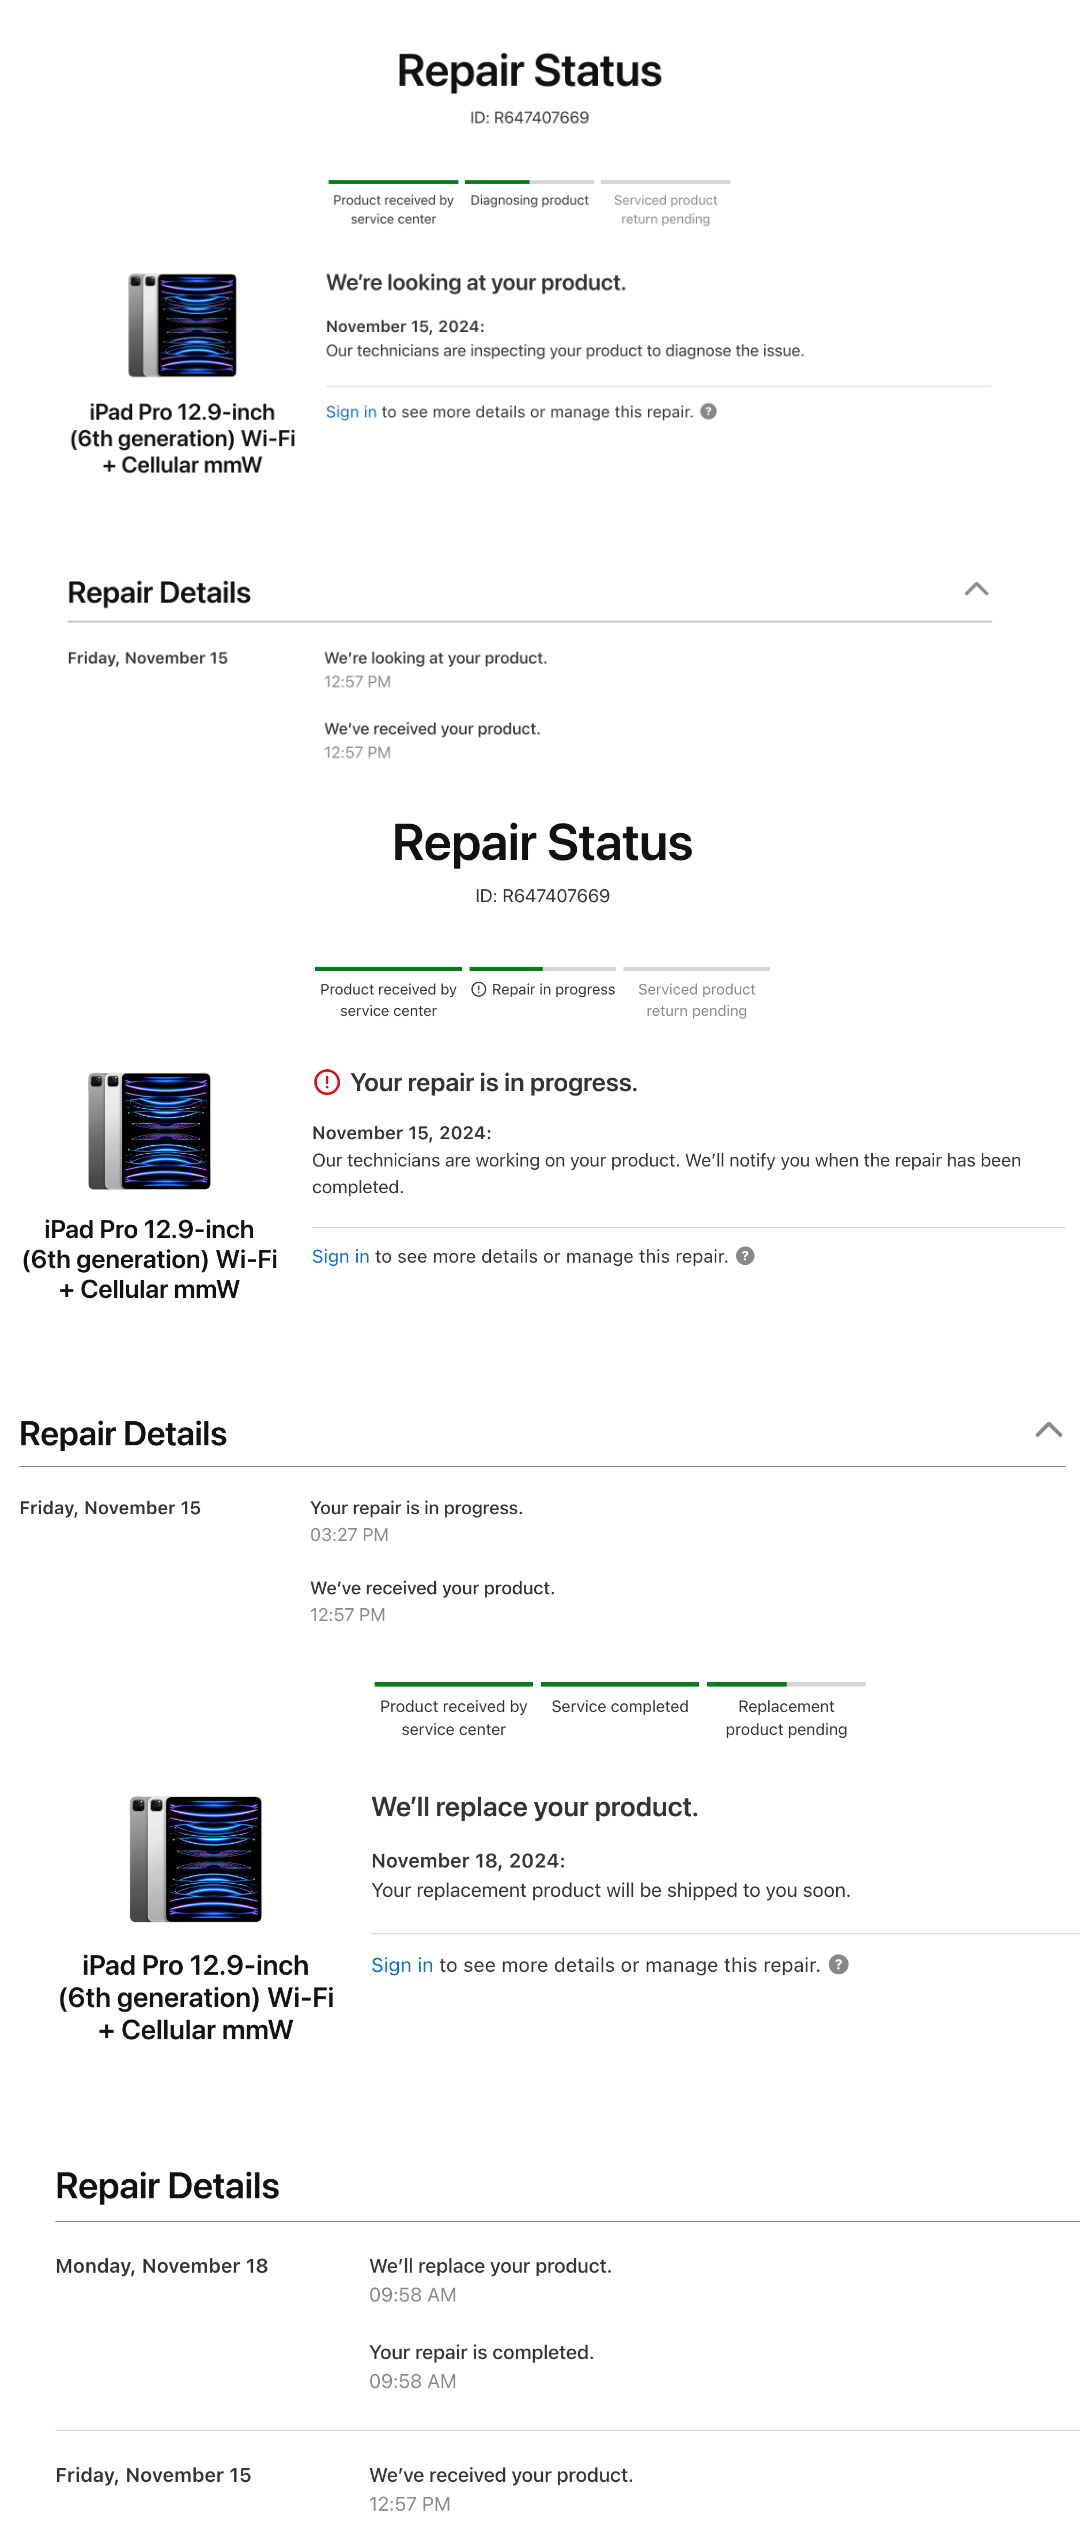 Repair Status
ID: R647407669
Product received by
service center
Diagnosing product
Serviced product
return pending
We're looking at your product.
November 15, 2024:
Our technicians are inspecting your product to diagnose the issue.
Sign in to see more details or manage this repair. ?
iPad Pro 12.9-inch
(6th generation) Wi-Fi
+ Cellular mmW
Repair Details
Friday, November 15
We're looking at your product.
12:57 PM
We've received your product.
12:57 PM
Repair Status
ID: R647407669
Product received by
service center
! Repair in progress
Serviced product
return pending
! Your repair is in progress.
November 15, 2024:
Our technicians are working on your product. We'll notify you when the repair has been
completed.
Sign in to see more details or manage this repair. ?
iPad Pro 12.9-inch
(6th generation) Wi-Fi
+ Cellular mmW
Repair Details
Friday, November 15
Your repair is in progress.
03:27 PM
We've received your product.
12:57 PM
Product received by
service center
Service completed
Replacement
product pending
We'll replace your product.
November 18, 2024:
Your replacement product will be shipped to you soon.
Sign in to see more details or manage this repair. ?
iPad Pro 12.9-inch
(6th generation) Wi-Fi
+ Cellular mmW
Repair Details
Monday, November 18
We'll replace your product.
09:58 AM
Your repair is completed.
09:58 AM
Friday, November 15
We've received your product.
12:57 PM